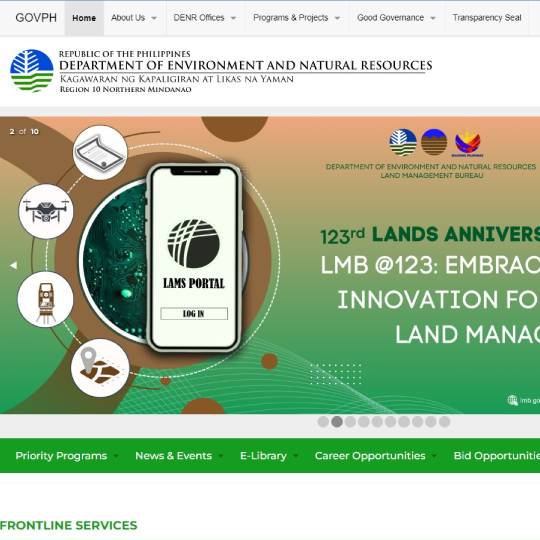 GOVPH Home About Us DENR Offices Programs & Projects Good Governance Transparency Seal
REPUBLIC OF THE PHILIPPINES
DEPARTMENT OF ENVIRONMENT AND NATURAL RESOURCES
KAGAWARAN NG KAPALIGIRAN AT LIKAS NA YAMAN
REGION 10 NORTHERN MINDANAO
2 of 10
DEPARTMENT OF ENVIRONMENT AND NATURAL RESOURCES
LAND MANAGEMENT BUREAU
123rd LANDS ANNIVERS
LMB @123: EMBRAC
INNOVATION FO
LAND MANA
LAMS PORTAL
LOG IN
lmb.go
Priority Programs News & Events E-Library Career Opportunities Bid Opportunitie
FRONTLINE SERVICES